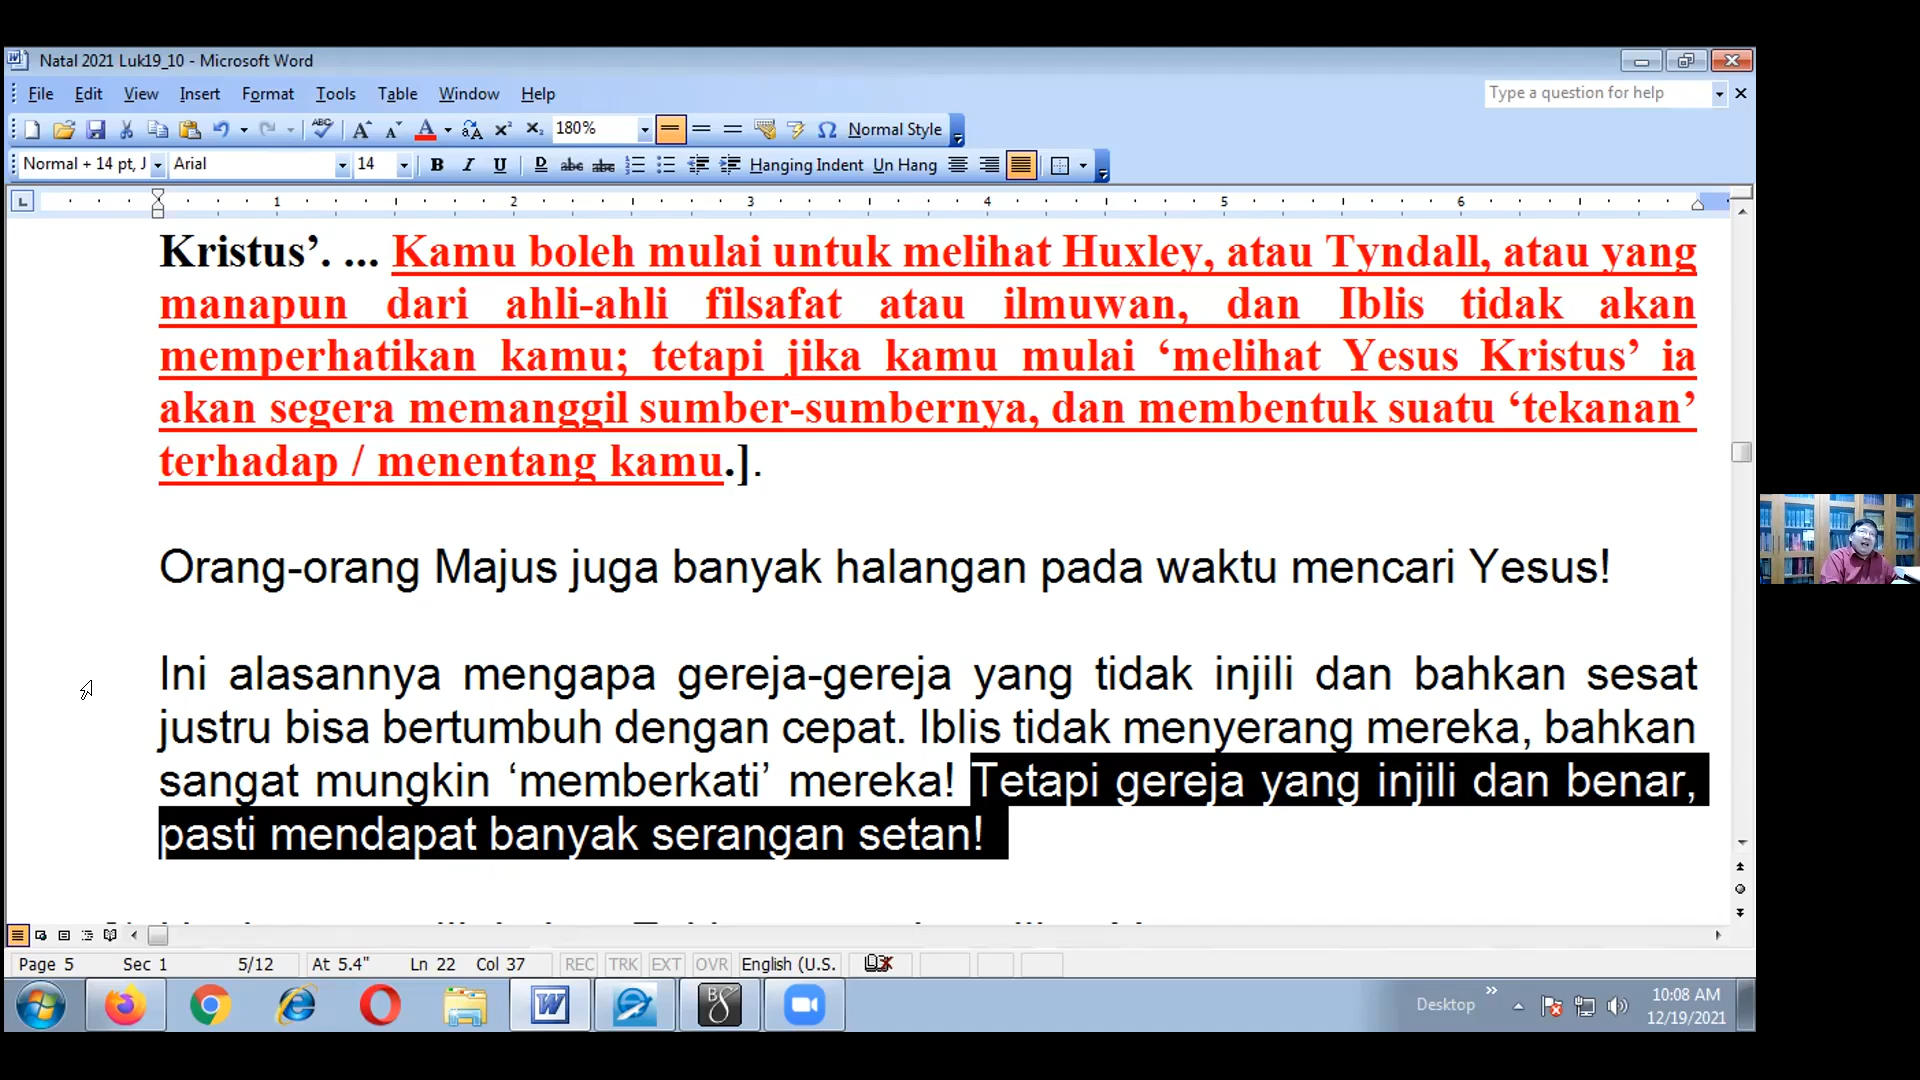 Natal 2021 Luk19_10 - Microsoft Word
File Edit View Insert Format Tools Table Window Help
Type a question for help
180% Normal Style
Normal + 14 pt, J Arial 14 B I U Hanging Indent Un Hang
1 2 3 4 5 6
Kristus’. ... Kamu boleh mulai untuk melihat Huxley, atau Tyndall, atau yang
manapun dari ahli-ahli filsafat atau ilmuwan, dan Iblis tidak akan
memperhatikan kamu; tetapi jika kamu mulai ‘melihat Yesus Kristus’ ia
akan segera memanggil sumber-sumbernya, dan membentuk suatu ‘tekanan’
terhadap / menentang kamu.].
Orang-orang Majus juga banyak halangan pada waktu mencari Yesus!
Ini alasannya mengapa gereja-gereja yang tidak injili dan bahkan sesat
justru bisa bertumbuh dengan cepat. Iblis tidak menyerang mereka, bahkan
sangat mungkin ‘memberkati’ mereka! Tetapi gereja yang injili dan benar,
pasti mendapat banyak serangan setan!
Page 5 Sec 1 5/12 At 5.4" Ln 22 Col 37 REC TRK EXT OVR English (U.S.
Desktop
10:08 AM
12/19/2021